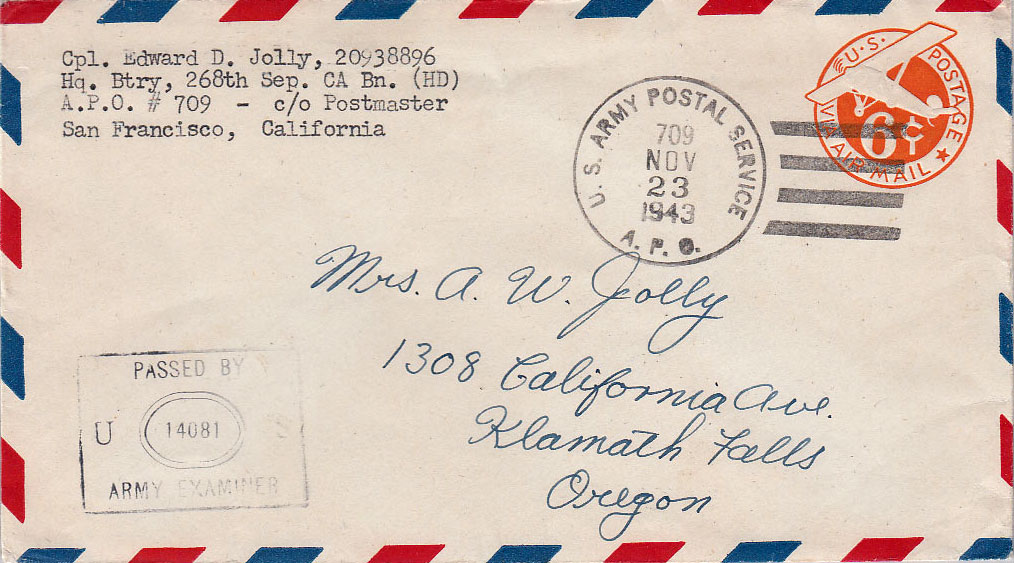 Cpl. Edward D. Jolly, 20938896
Hq. Btry, 268th Sep. CA Bn. (HD)
A.P.O. # 709 - c/o Postmaster
San Francisco, California
U. S. ARMY POSTAL SERVICE
709
NOV
23
1943
A. P. O.
U.S. POSTAGE
6¢
VIA AIR MAIL
Mrs. A. W. Jolly
1308 California Ave.
Klamath Falls
Oregon
PASSED BY
U 14081 S
ARMY EXAMINER